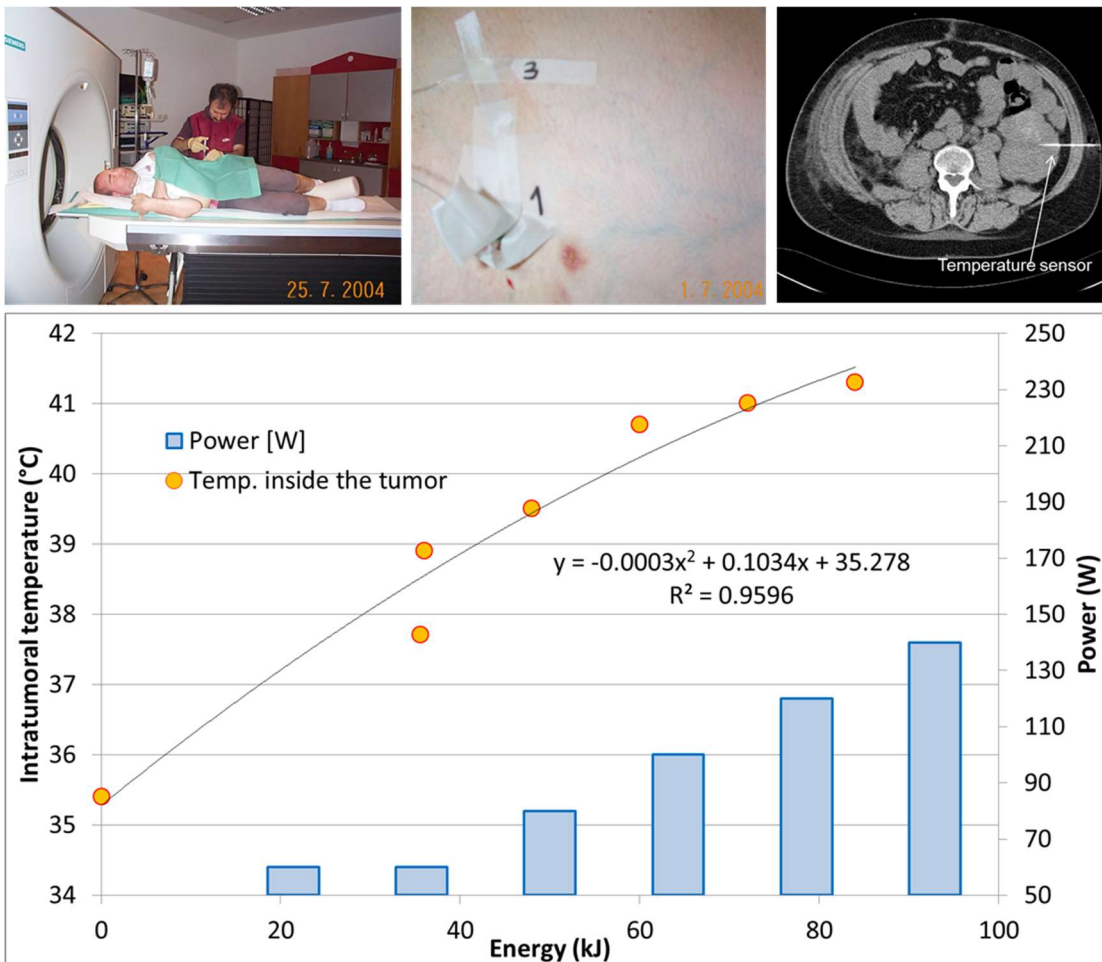 SIEMENS
25. 7. 2004
3
1
1. 7. 2004
Temperature sensor
Intratumoral temperature (°C)
42
41
40
39
38
37
36
35
34
Power [W]
Temp. inside the tumor
y = -0.0003x² + 0.1034x + 35.278
R² = 0.9596
250
230
210
190
170
150
130
110
90
70
50
Power (W)
0
20
40
60
80
100
Energy (kJ)